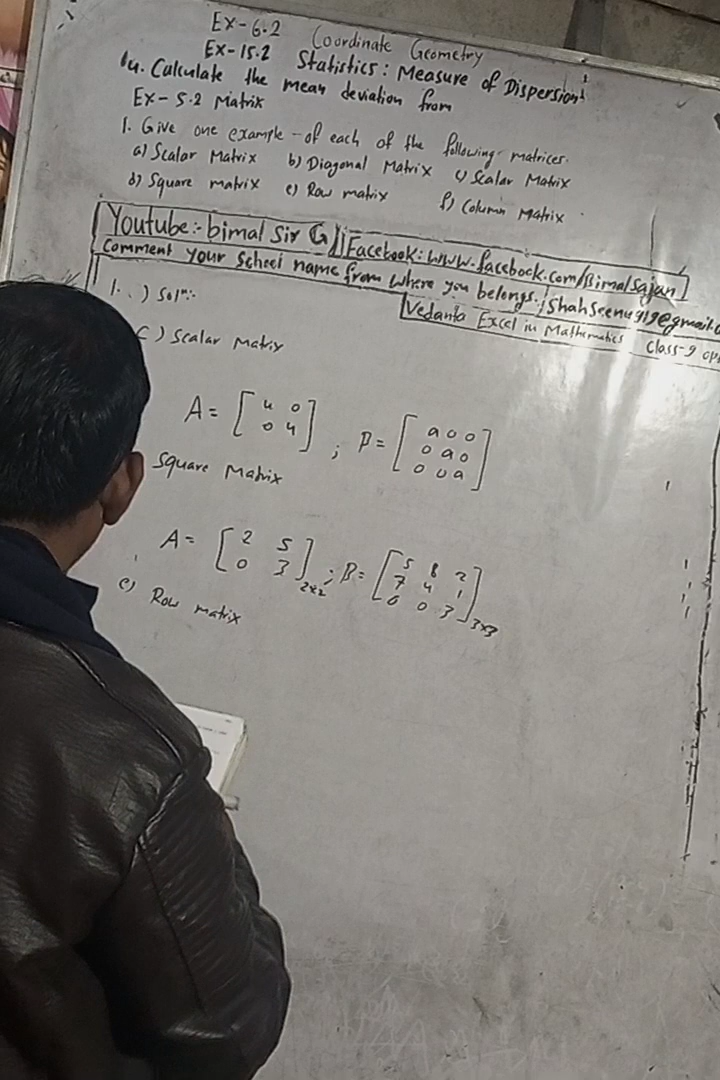 Ex-6.2 Coordinate Geometry
Ex-15.2 Statistics: Measure of Dispersion
4. Calculate the mean deviation from
Ex-5.2 Matrix
1. Give one example of each of the following matrices.
a) Scalar Matrix b) Diagonal Matrix c) Scalar Matrix
d) Square matrix e) Row matrix f) Column Matrix
Youtube:- bimal Sir G || Facebook: www.facebook.com/Bimalsajan
Comment your School name from where you belongs.
Vedanta Excel in Mathematics Class-9
1. ) Solⁿ:-
C) Scalar Matrix
A = [ 4 0
0 4 ] ; B = [ a 0 0
0 a 0
0 0 a ]
Square Matrix
A = [ 2 5
0 3 ]2×2 ; B = [ 5 8 2
7 4 1
6 0 3 ]3×3
e) Row matrix